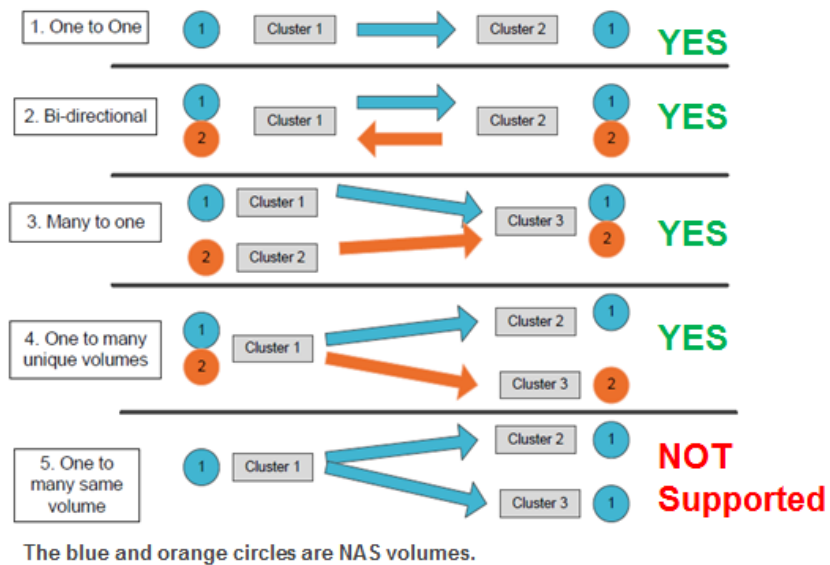 1. One to One
1
Cluster 1
Cluster 2
1
YES
2. Bi-directional
1
2
Cluster 1
Cluster 2
1
2
YES
3. Many to one
1
Cluster 1
2
Cluster 2
Cluster 3
1
2
YES
4. One to many
unique volumes
1
2
Cluster 1
Cluster 2
1
Cluster 3
2
YES
5. One to
many same
volume
1
Cluster 1
Cluster 2
1
Cluster 3
1
NOT
Supported
The blue and orange circles are NAS volumes.